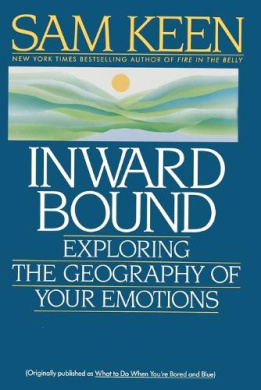 SAM KEEN
NEW YORK TIMES BESTSELLING AUTHOR OF FIRE IN THE BELLY
INWARD
BOUND
EXPLORING
THE GEOGRAPHY OF
YOUR EMOTIONS
(Originally published as What to Do When You're Bored and Blue)